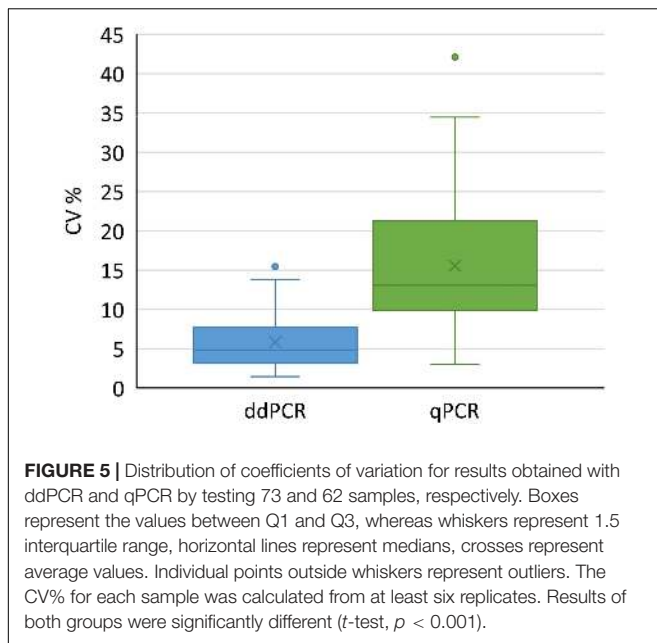 45
40
35
30
25
20
15
10
5
0
CV %
ddPCR
qPCR
FIGURE 5 | Distribution of coefficients of variation for results obtained with
ddPCR and qPCR by testing 73 and 62 samples, respectively. Boxes
represent the values between Q1 and Q3, whereas whiskers represent 1.5
interquartile range, horizontal lines represent medians, crosses represent
average values. Individual points outside whiskers represent outliers. The
CV% for each sample was calculated from at least six replicates. Results of
both groups were significantly different (t-test, p < 0.001).